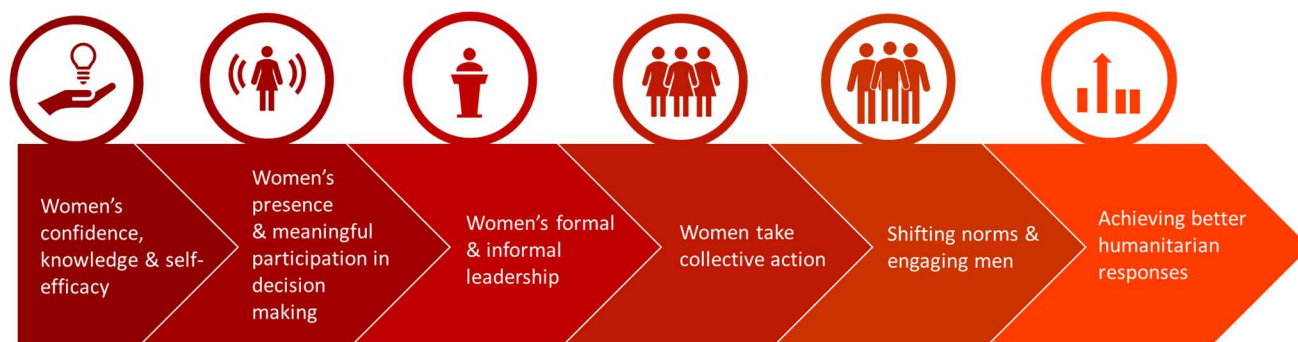 Women’s
confidence,
knowledge & self-
efficacy
Women’s
presence
& meaningful
participation in
decision
making
Women’s formal
& informal
leadership
Women take
collective action
Shifting norms &
engaging men
Achieving better
humanitarian
responses